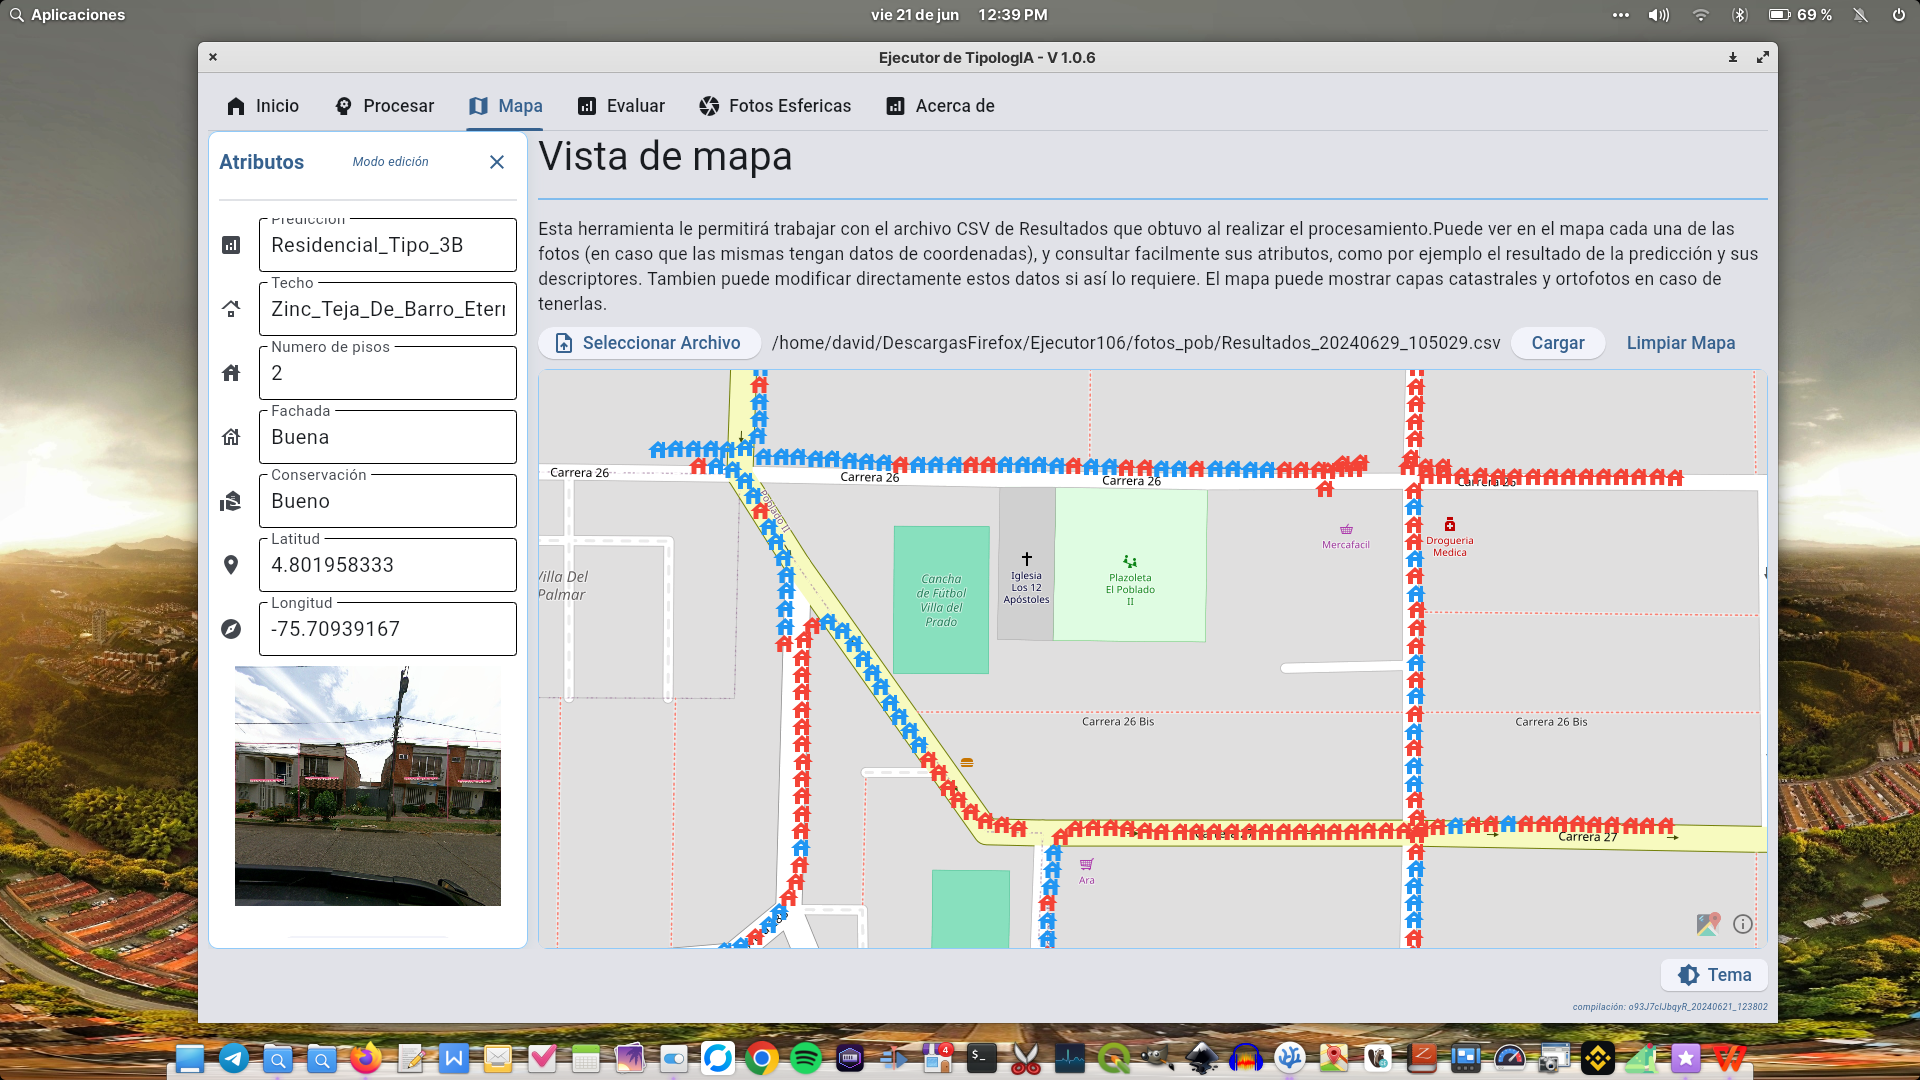 Aplicaciones
vie 21 de jun 12:39 PM
69 %
Ejecutor de TipologIA - V 1.0.6
Inicio
Procesar
Mapa
Evaluar
Fotos Esfericas
Acerca de
Atributos
Modo edición
Predicción
Residencial_Tipo_3B
Techo
Zinc_Teja_De_Barro_Eter
Numero de pisos
2
Fachada
Buena
Conservación
Bueno
Latitud
4.801958333
Longitud
-75.70939167
Vista de mapa
Esta herramienta le permitirá trabajar con el archivo CSV de Resultados que obtuvo al realizar el procesamiento.Puede ver en el mapa cada una de las
fotos (en caso que las mismas tengan datos de coordenadas), y consultar facilmente sus atributos, como por ejemplo el resultado de la predicción y sus
descriptores. Tambien puede modificar directamente estos datos si así lo requiere. El mapa puede mostrar capas catastrales y ortofotos en caso de
tenerlas.
Seleccionar Archivo
/home/david/DescargasFirefox/Ejecutor106/fotos_pob/Resultados_20240629_105029.csv
Cargar
Limpiar Mapa
Carrera 26
Carrera 26
Carrera 26
Carrera 26
Mercafacil
Drogueria
Medica
Villa Del
Palmar
Cancha
de Fútbol
Villa del
Prado
Iglesia
Los 12
Apóstoles
Plazoleta
El Poblado
II
Carrera 26 Bis
Carrera 26 Bis
Carrera 27
Carrera 27
Ara
Tema
compilación: o93J7clJbqyR_20240621_123802
4